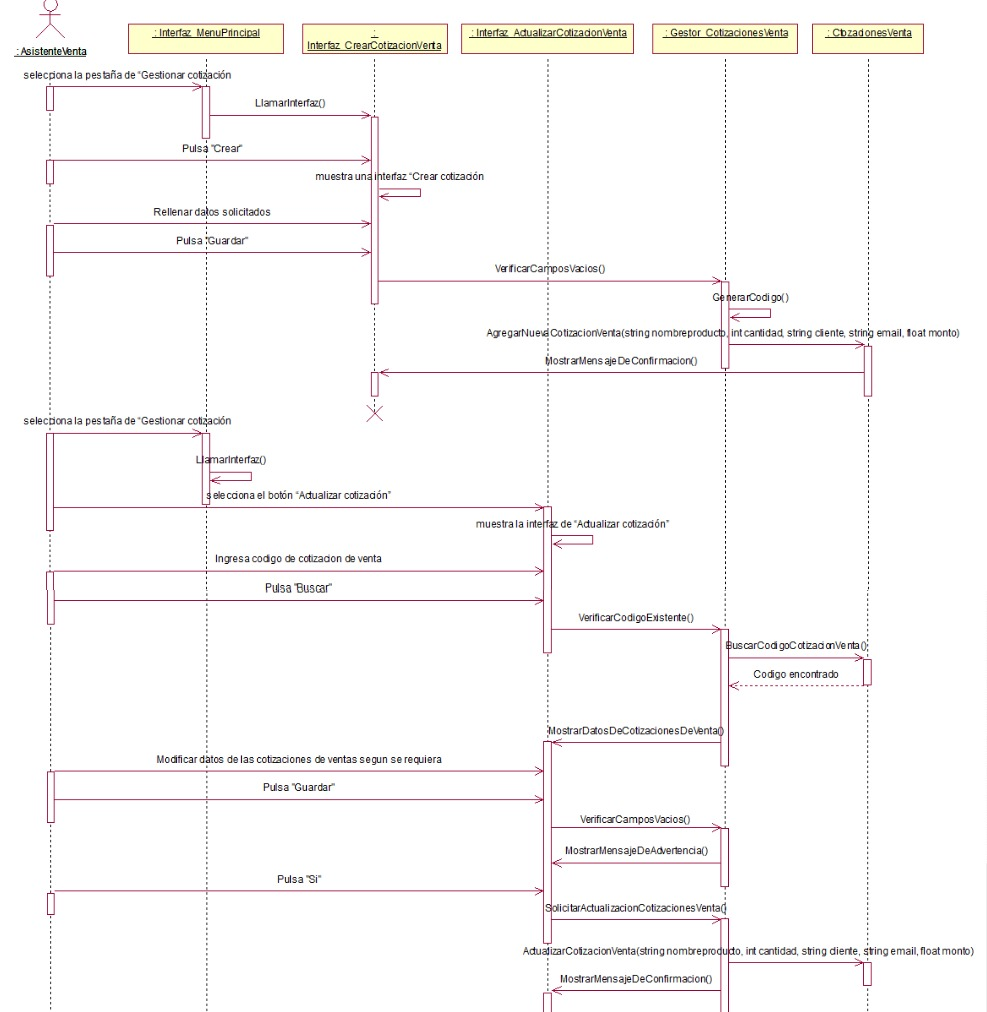 : AsistenteVenta
: Interfaz_MenuPrincipal
:
Interfaz_CrearCotizacionVenta
: Interfaz_ActualizarCotizacionVenta
: Gestor_CotizacionesVenta
: CtozacionesVenta
selecciona la pestaña de “Gestionar cotización
LlamarInterfaz()
Pulsa "Crear"
muestra una interfaz “Crear cotización
Rellenar datos solicitados
Pulsa "Guardar"
VerificarCamposVacios()
GenerarCodigo()
AgregarNuevaCotizacionVenta(string nombreproducto, int cantidad, string cliente, string email, float monto)
MostrarMensajeDeConfirmacion()
selecciona la pestaña de “Gestionar cotización
LlamarInterfaz()
selecciona el botón “Actualizar cotización”
muestra la interfaz de “Actualizar cotización”
Ingresa codigo de cotizacion de venta
Pulsa "Buscar"
VerificarCodigoExistente()
BuscarCodigoCotizacionVenta()
Codigo encontrado
MostrarDatosDeCotizacionesDeVenta()
Modificar datos de las cotizaciones de ventas segun se requiera
Pulsa "Guardar"
VerificarCamposVacios()
MostrarMensajeDeAdvertencia()
Pulsa "Si"
SolicitarActualizacionCotizacionesVenta()
ActualizarCotizacionVenta(string nombreproducto, int cantidad, string cliente, string email, float monto)
MostrarMensajeDeConfirmacion()